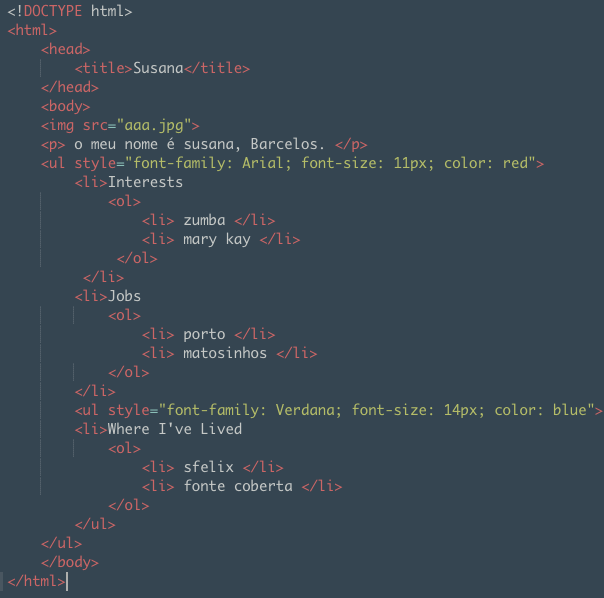 <!DOCTYPE html>
<html>
    <head>
        <title>Susana</title>
    </head>
    <body>
    <img src="aaa.jpg">
    <p> o meu nome é susana, Barcelos. </p>
    <ul style="font-family: Arial; font-size: 11px; color: red">
        <li>Interests
            <ol>
                <li> zumba </li>
                <li> mary kay </li>
             </ol>
         </li>
        <li>Jobs
            <ol>
                <li> porto </li>
                <li> matosinhos </li>
            </ol>
        </li>
        <ul style="font-family: Verdana; font-size: 14px; color: blue">
        <li>Where I've Lived
            <ol>
                <li> sfelix </li>
                <li> fonte coberta </li>
            </ol>
        </ul>
    </ul>
    </body>
</html>